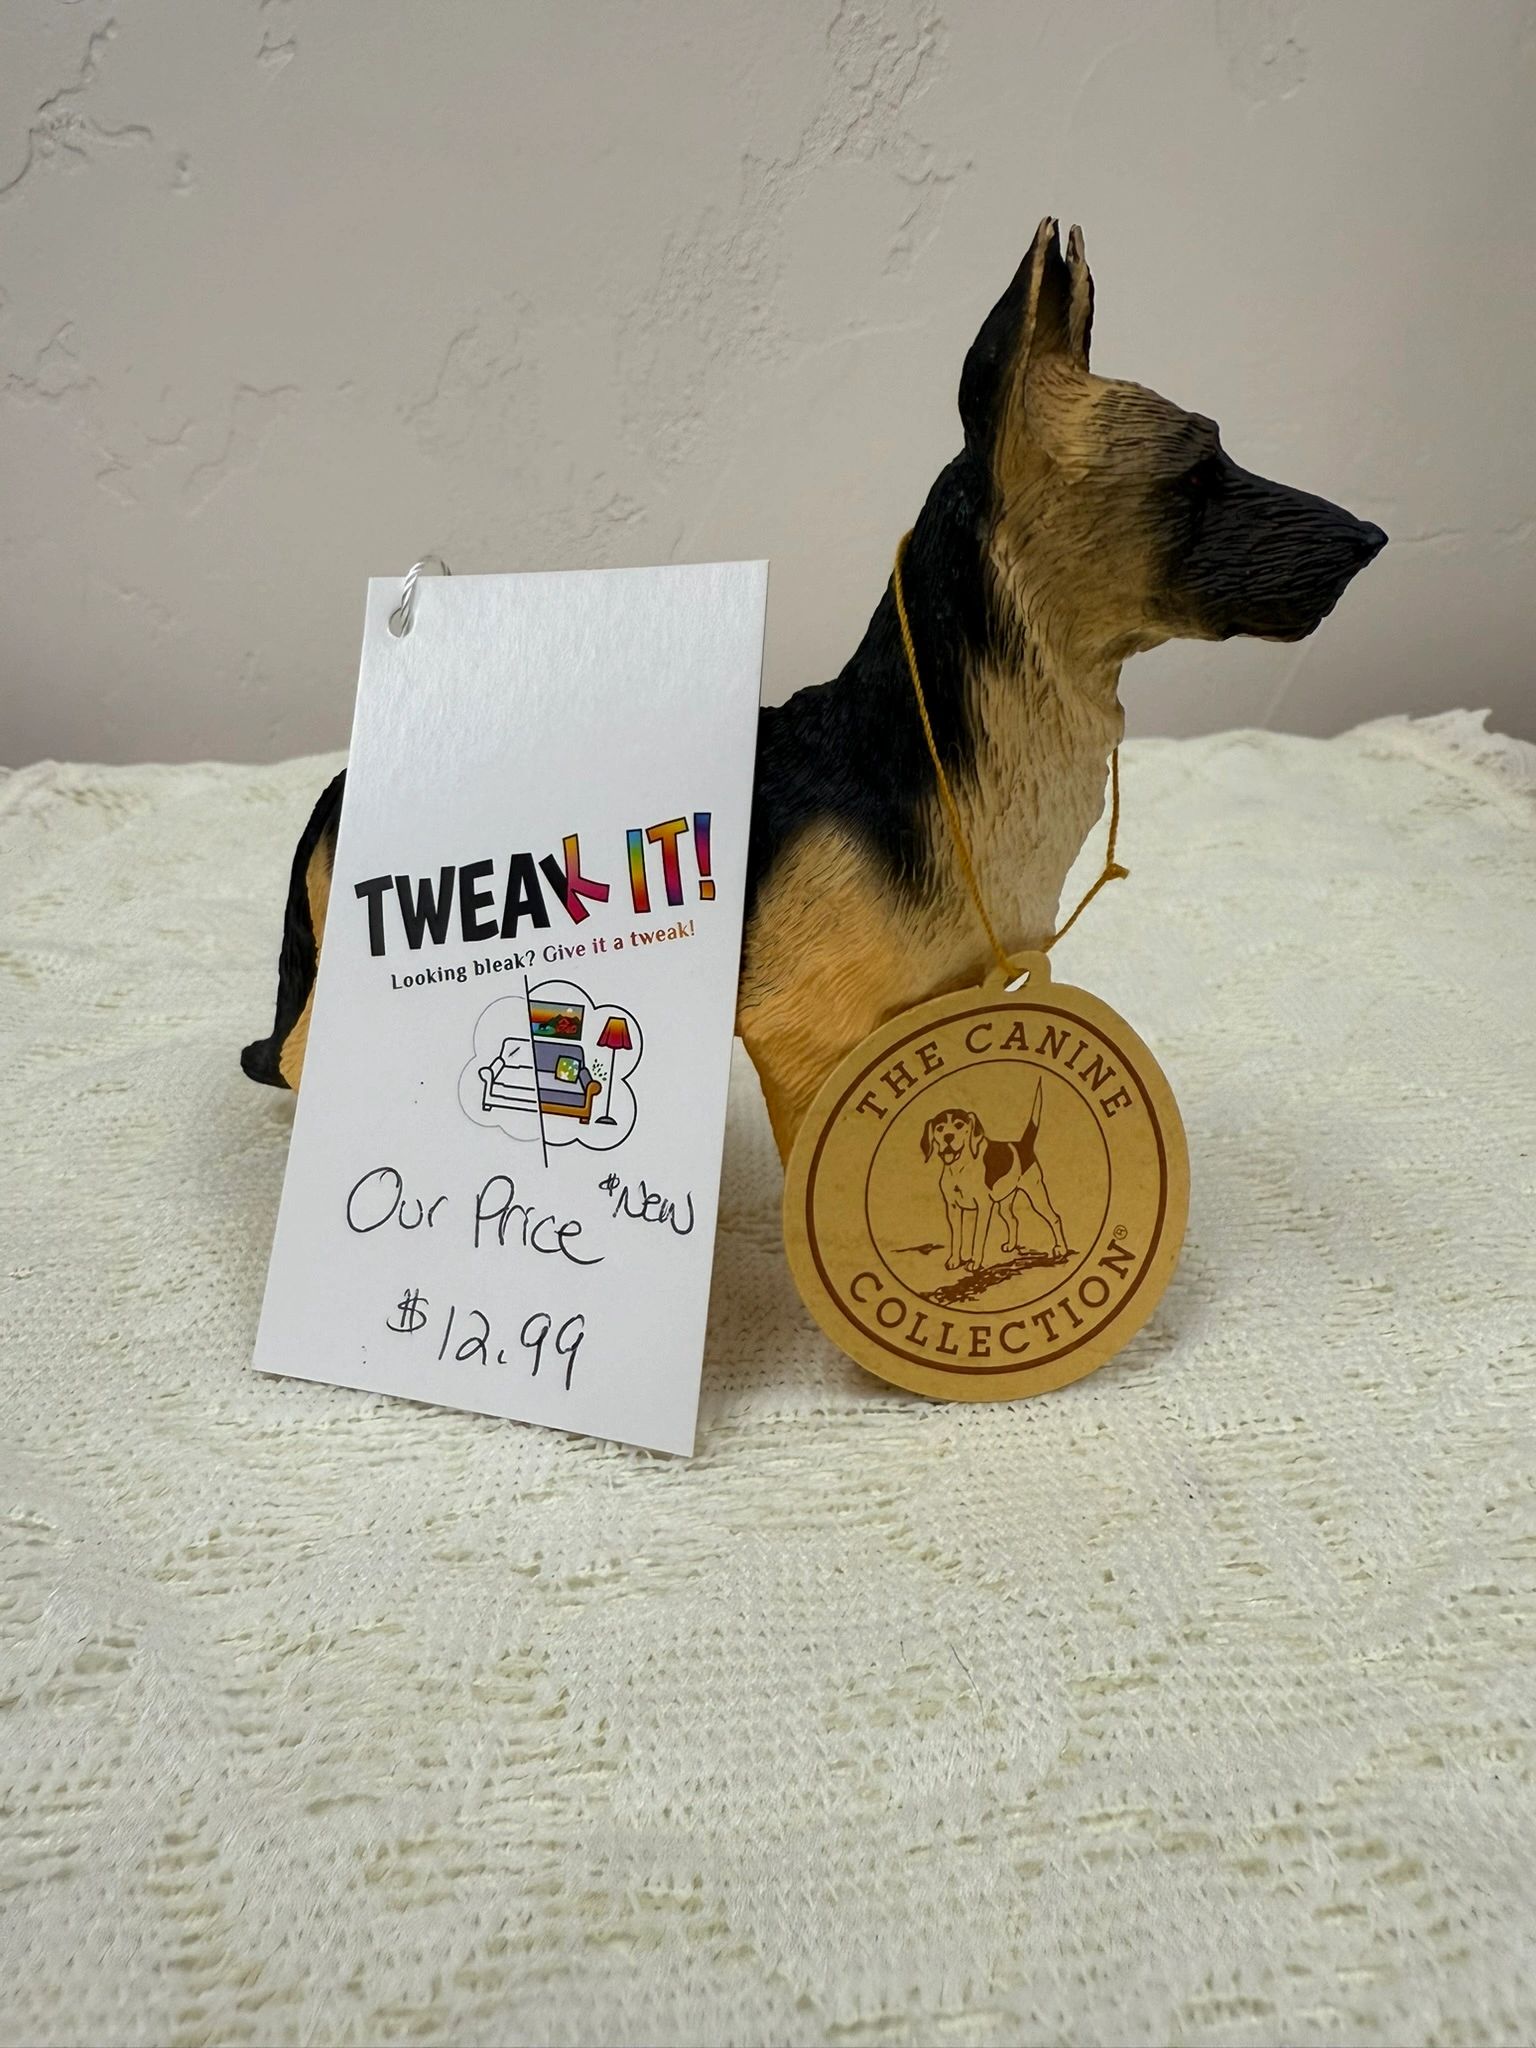 TWEAK IT!
Looking bleak? Give it a tweak!
Our Price $New
$12.99
THE CANINE
COLLECTION®